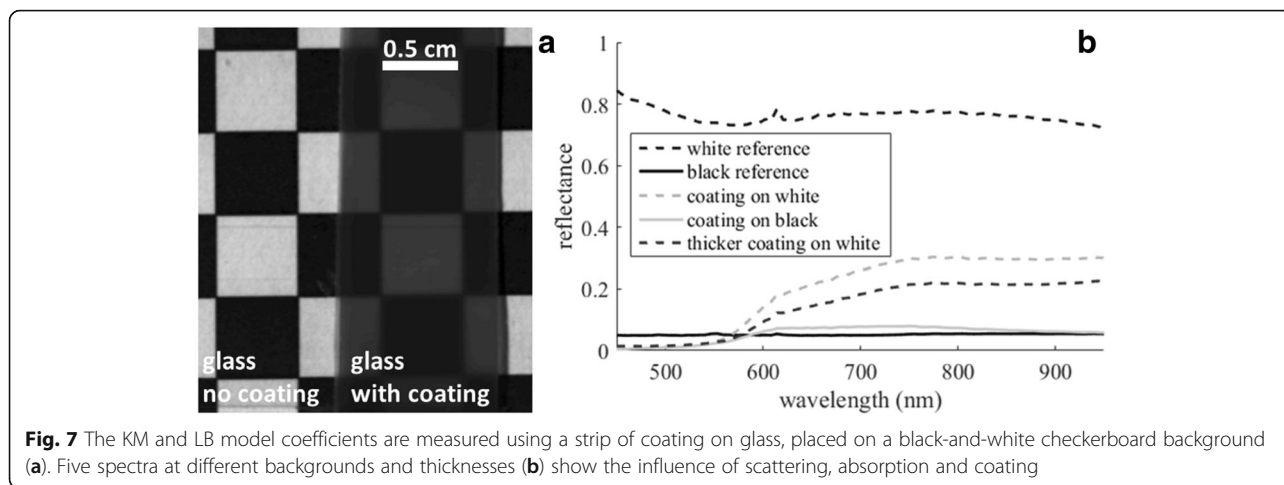 a
b
0.5 cm
glass
no coating
glass
with coating
1
0.8
0.6
0.4
0.2
0
reflectance
white reference
black reference
coating on white
coating on black
thicker coating on white
500
600
700
800
900
wavelength (nm)
Fig. 7 The KM and LB model coefficients are measured using a strip of coating on glass, placed on a black-and-white checkerboard background
(a). Five spectra at different backgrounds and thicknesses (b) show the influence of scattering, absorption and coating